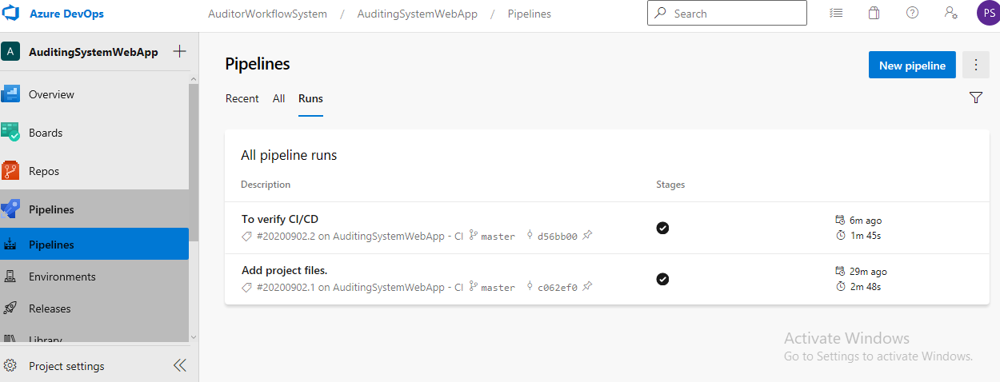 Azure DevOps
AuditorWorkflowSystem / AuditingSystemWebApp / Pipelines
Search
PS
A AuditingSystemWebApp
Overview
Boards
Repos
Pipelines
Pipelines
Environments
Releases
Library
Project settings
Pipelines
New pipeline
Recent All Runs
All pipeline runs
Description Stages
To verify CI/CD
#20200902.2 on AuditingSystemWebApp - CI master d56bb00
6m ago
1m 45s
Add project files.
#20200902.1 on AuditingSystemWebApp - CI master c062ef0
29m ago
2m 48s
Activate Windows
Go to Settings to activate Windows.